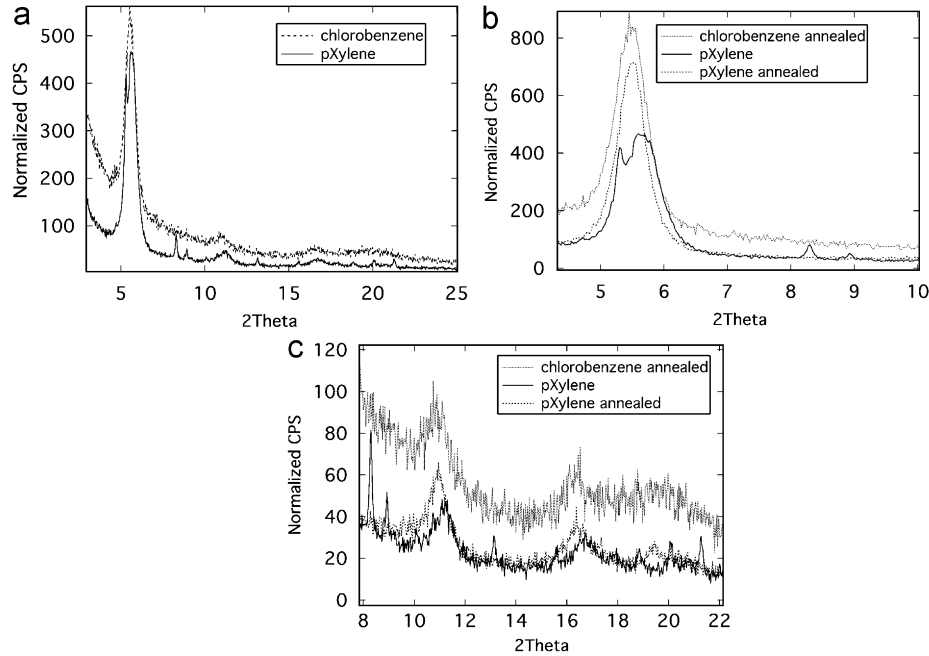 a
500
400
300
200
100
5
10
15
20
25
Normalized CPS
2Theta
chlorobenzene
pXylene
b
800
600
400
200
0
5
6
7
8
9
10
Normalized CPS
2Theta
chlorobenzene annealed
pXylene
pXylene annealed
c
120
100
80
60
40
20
0
8
10
12
14
16
18
20
22
Normalized CPS
2Theta
chlorobenzene annealed
pXylene
pXylene annealed